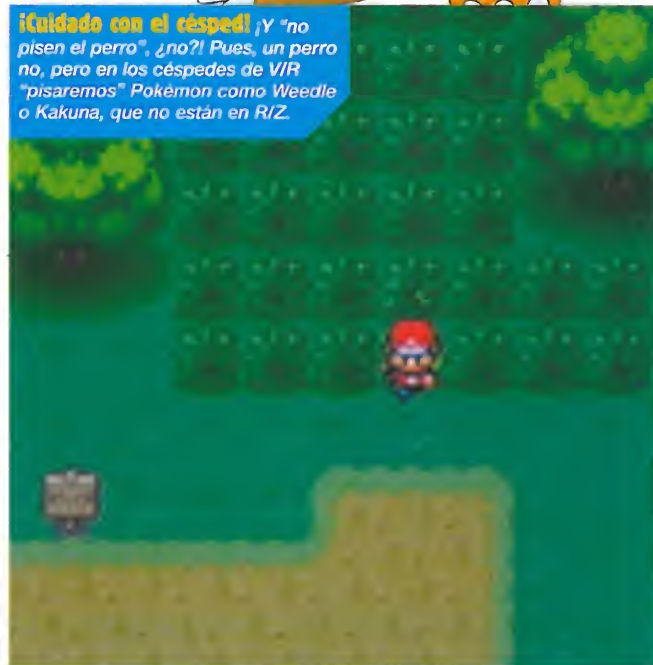 ¡Cuidado con el césped! ¡Y "no
pisen el perro", ¿no?! Pues, un perro
no, pero en los céspedes de V/R
"pisaremos" Pokémon como Weedle
o Kakuna, que no están en R/Z.